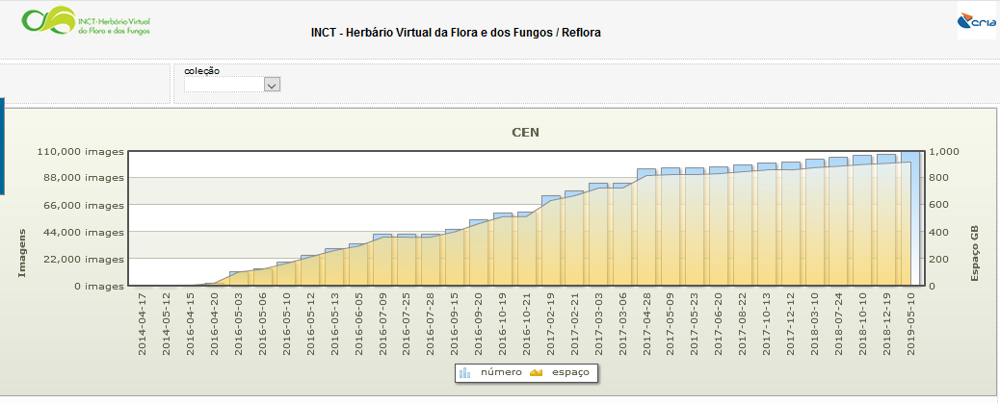 INCT-Herbário Virtual
da Flora e dos Fungos
INCT - Herbário Virtual da Flora e dos Fungos / Reflora
cria
coleção
CEN
110,000 images
88,000 images
66,000 images
44,000 images
22,000 images
0 images
Imagens
1,000
800
600
400
200
0
Espaço GB
2014-04-17
2014-05-12
2016-04-15
2016-04-20
2016-05-03
2016-05-06
2016-05-10
2016-05-12
2016-05-13
2016-06-05
2016-07-09
2016-07-25
2016-07-28
2016-09-15
2016-09-20
2016-10-19
2016-10-21
2017-02-19
2017-02-21
2017-03-03
2017-03-06
2017-04-28
2017-05-09
2017-05-23
2017-06-20
2017-08-22
2017-10-13
2017-12-12
2018-03-10
2018-07-24
2018-10-19
2018-12-19
2019-05-10
número espaço